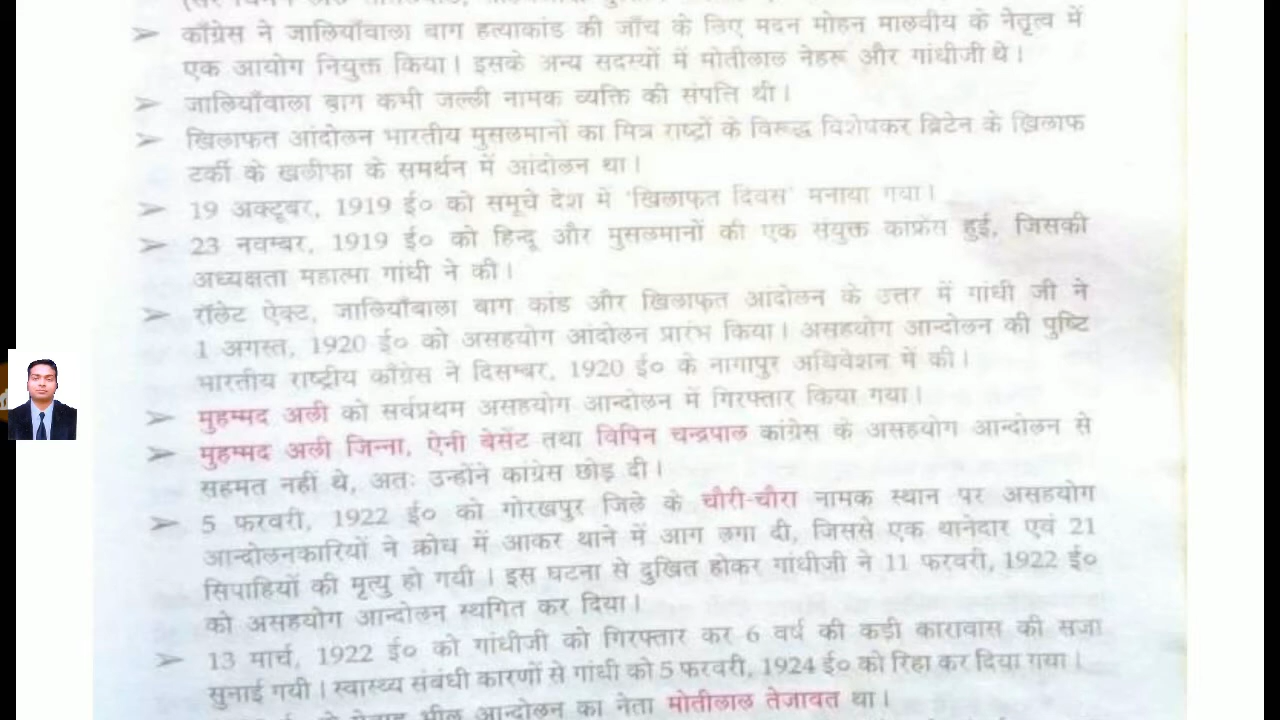 ➢ काँग्रेस ने जालियाँवाला बाग हत्याकांड की जाँच के लिए मदन मोहन मालवीय के नेतृत्व में
एक आयोग नियुक्त किया। इसके अन्य सदस्यों में मोतीलाल नेहरू और गांधीजी थे।
➢ जालियाँवाला बाग कभी जल्ली नामक व्यक्ति की संपत्ति थी।
➢ खिलाफत आंदोलन भारतीय मुसलमानों का मित्र राष्ट्रों के विरूद्ध विशेषकर ब्रिटेन के खिलाफ
टर्की के खलीफा के समर्थन में आंदोलन था।
➢ 19 अक्टूबर, 1919 ई० को समूचे देश में 'खिलाफत दिवस' मनाया गया।
➢ 23 नवम्बर, 1919 ई० को हिन्दू और मुसलमानों की एक संयुक्त कांफ्रेंस हुई, जिसकी
अध्यक्षता महात्मा गांधी ने की।
➢ रॉलेट ऐक्ट, जालियाँवाला बाग कांड और खिलाफत आंदोलन के उत्तर में गांधी जी ने
1 अगस्त, 1920 ई० को असहयोग आंदोलन प्रारंभ किया। असहयोग आन्दोलन की पुष्टि
भारतीय राष्ट्रीय काँग्रेस ने दिसम्बर, 1920 ई० के नागापुर अधिवेशन में की।
➢ मुहम्मद अली को सर्वप्रथम असहयोग आन्दोलन में गिरफ्तार किया गया।
➢ मुहम्मद अली जिन्ना, ऐनी बेसेंट तथा विपिन चन्द्रपाल कांग्रेस के असहयोग आन्दोलन से
सहमत नहीं थे, अतः उन्होंने कांग्रेस छोड़ दी।
➢ 5 फरवरी, 1922 ई० को गोरखपुर जिले के चौरी-चौरा नामक स्थान पर असहयोग
आन्दोलनकारियों ने क्रोध में आकर थाने में आग लगा दी, जिससे एक थानेदार एवं 21
सिपाहियों की मृत्यु हो गयी। इस घटना से दुखित होकर गांधीजी ने 11 फरवरी, 1922 ई०
को असहयोग आन्दोलन स्थगित कर दिया।
➢ 13 मार्च, 1922 ई० को गांधीजी को गिरफ्तार कर 6 वर्ष की कड़ी कारावास की सजा
सुनाई गयी। स्वास्थ्य संबंधी कारणों से गांधी को 5 फरवरी, 1924 ई० को रिहा कर दिया गया।
भील आन्दोलन का नेता मोतीलाल तेजावत था।